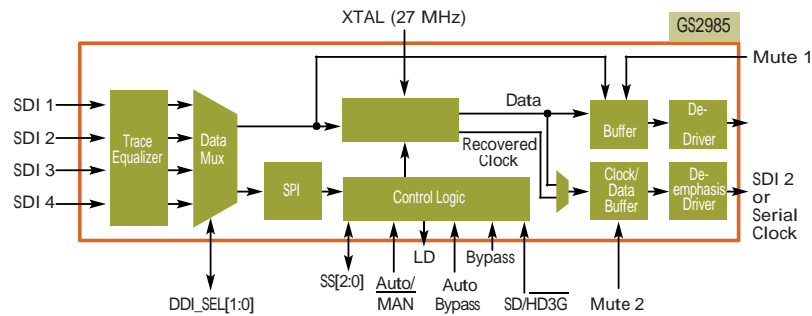 XTAL (27 MHz)
GS2985
Mute 1
SDI 1
SDI 2
SDI 3
SDI 4
Trace
Equalizer
Data
Mux
SPI
Control Logic
Data
Recovered
Clock
Buffer
De-
Driver
Clock/
Data
Buffer
De-
emphasis
Driver
SDI 2
or
Serial
Clock
DDI_SEL[1:0]
SS[2:0]
Auto/
MAN
LD
Auto
Bypass
Bypass
SD/HD3G
Mute 2